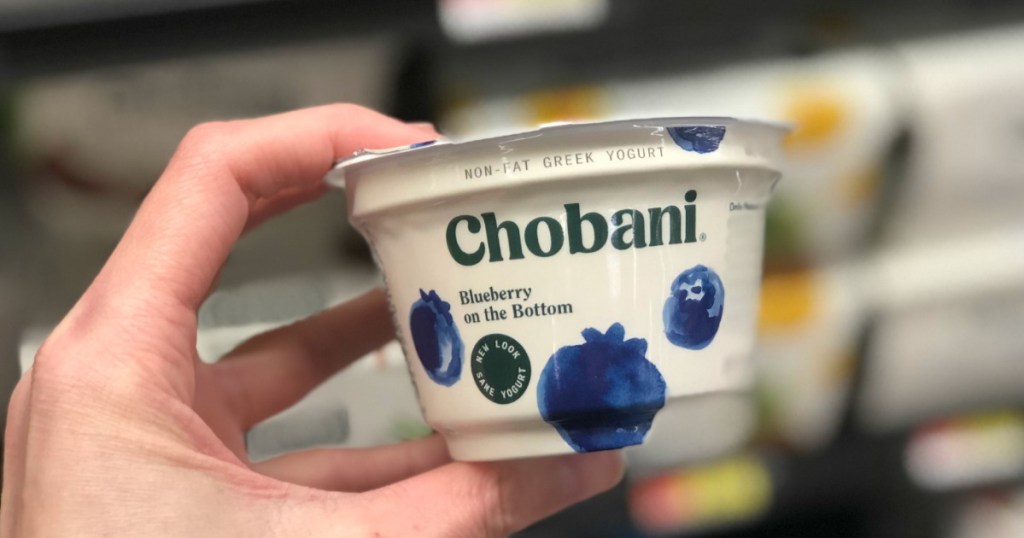 NON-FAT GREEK YOGURT
Chobani®
Blueberry
on the Bottom
NEW LOOK
SAME YOGURT